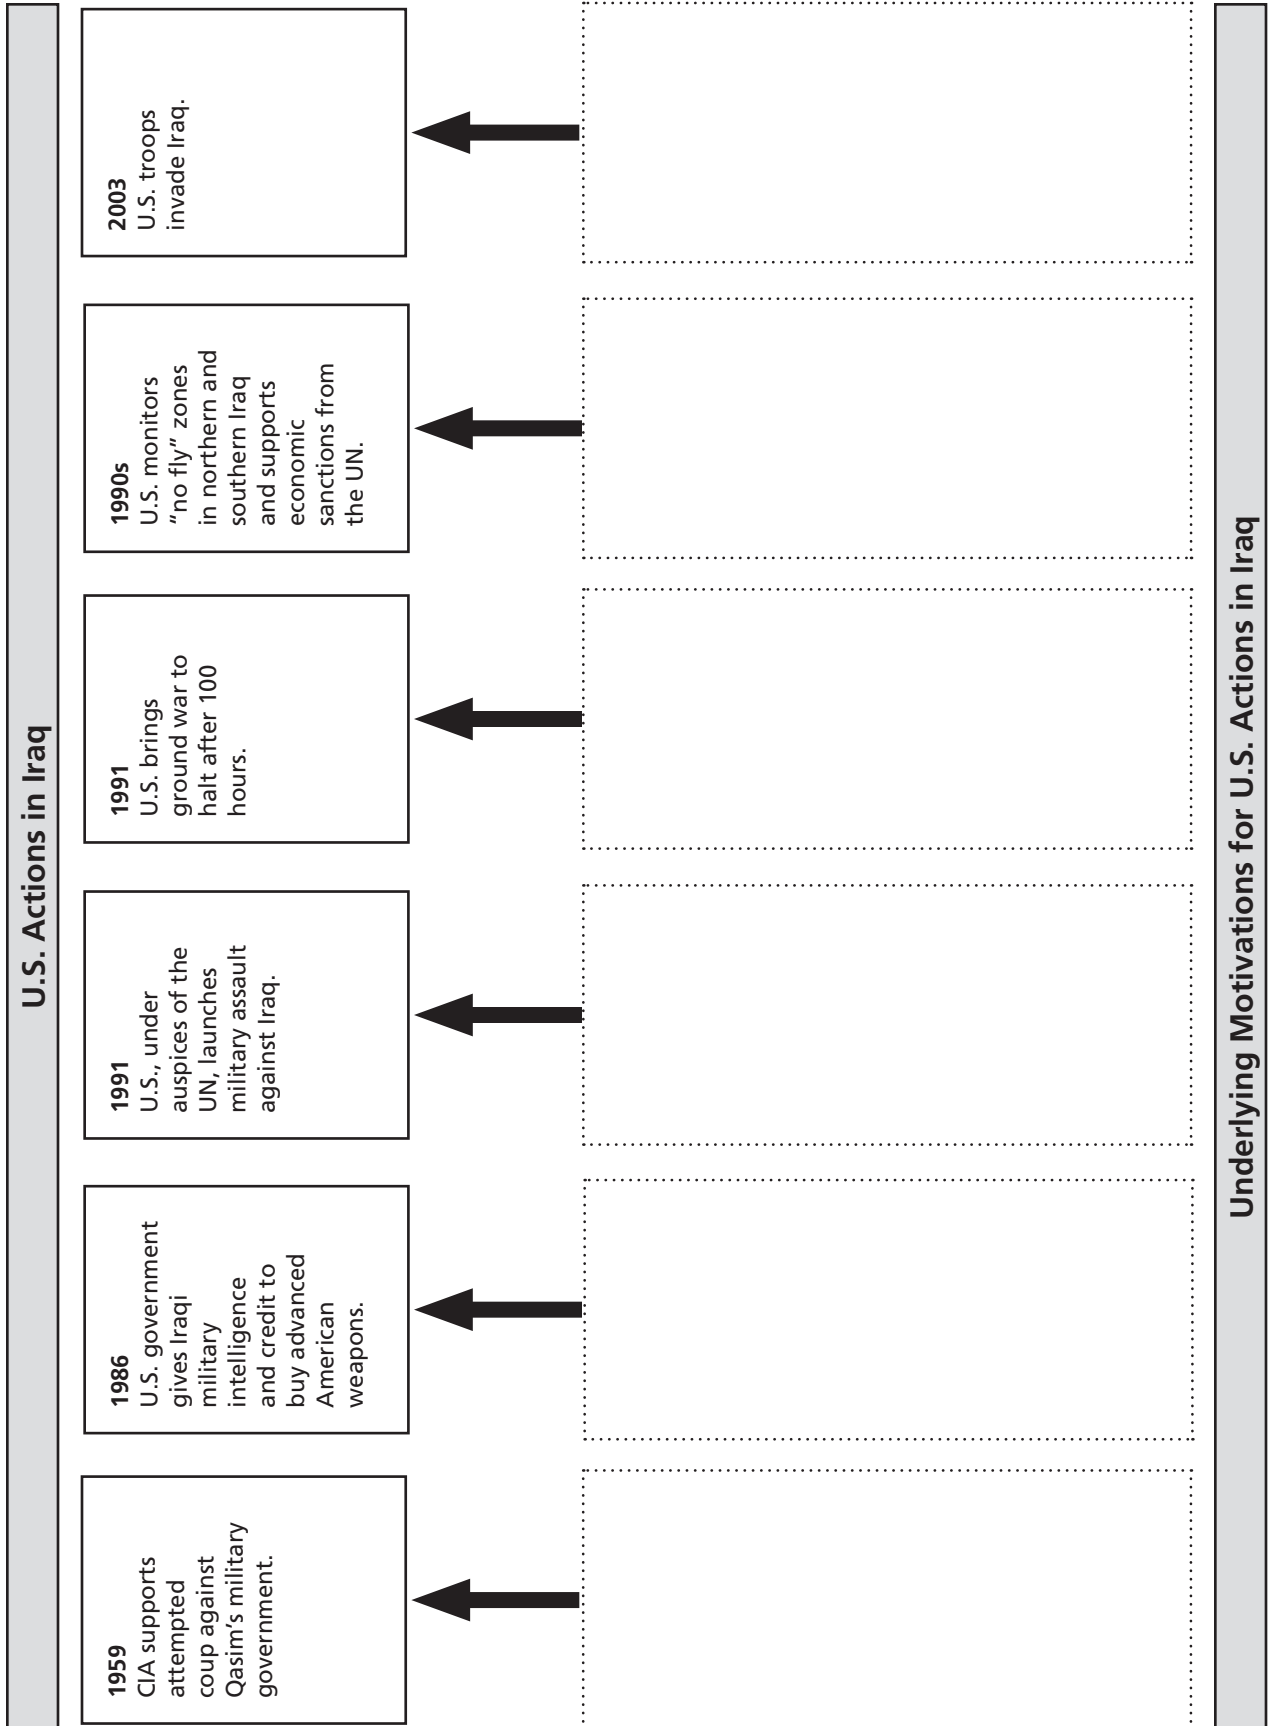 U.S. Actions in Iraq
1959
CIA supports
attempted
coup against
Qasim's military
government.
1986
U.S. government
gives Iraqi
military
intelligence
and credit to
buy advanced
American
weapons.
1991
U.S., under
auspices of the
UN, launches
military assault
against Iraq.
1991
U.S. brings
ground war to
halt after 100
hours.
1990s
U.S. monitors
“no fly” zones
in northern and
southern Iraq
and supports
economic
sanctions from
the UN.
2003
U.S. troops
invade Iraq.
Underlying Motivations for U.S. Actions in Iraq